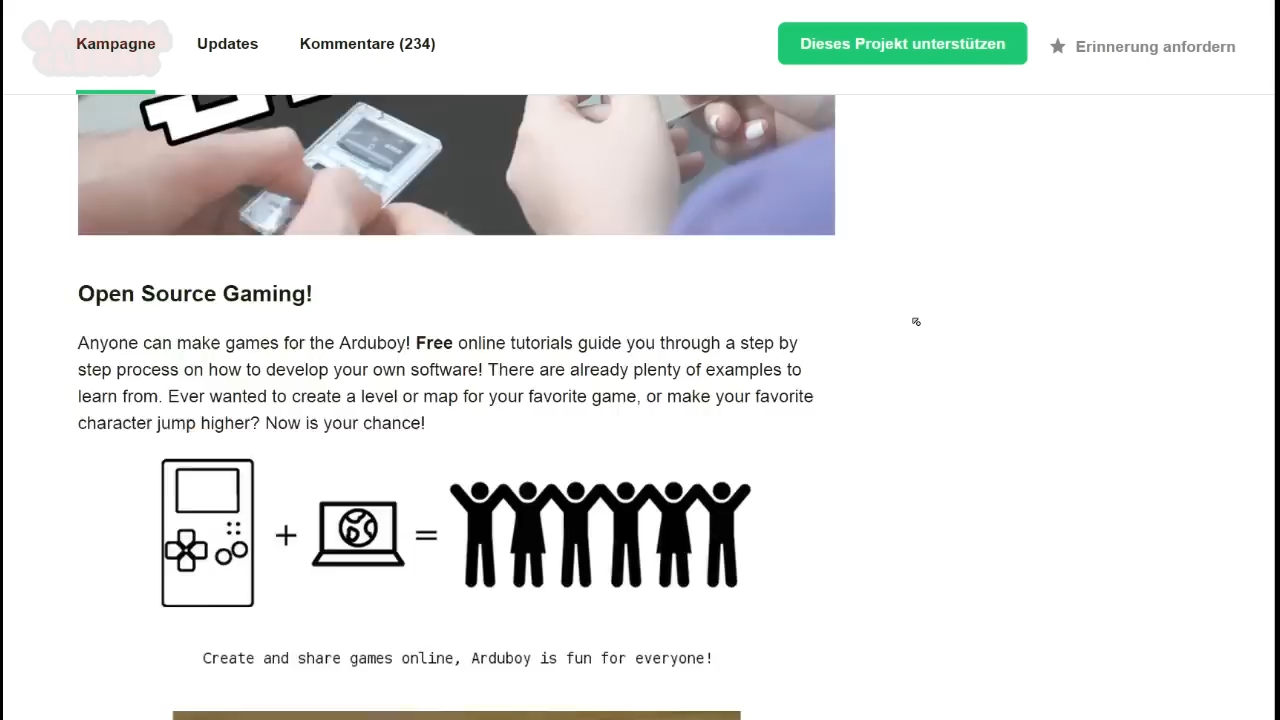 Kampagne
Updates
Kommentare (234)
Dieses Projekt unterstützen
Erinnerung anfordern
Open Source Gaming!
Anyone can make games for the Arduboy! Free online tutorials guide you through a step by
step process on how to develop your own software! There are already plenty of examples to
learn from. Ever wanted to create a level or map for your favorite game, or make your favorite
character jump higher? Now is your chance!
+
=
Create and share games online, Arduboy is fun for everyone!